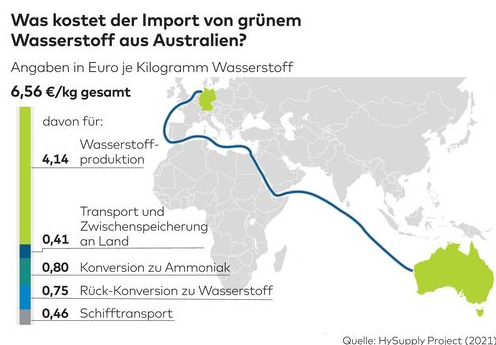 Was kostet der Import von grünem
Wasserstoff aus Australien?
Angaben in Euro je Kilogramm Wasserstoff
6,56 €/kg gesamt
davon für:
4,14 Wasserstoff-
produktion
Transport und
Zwischenspeicherung
0,41 an Land
0,80 Konversion zu Ammoniak
0,75 Rück-Konversion zu Wasserstoff
0,46 Schifftransport
Quelle: HySupply Project (2021)